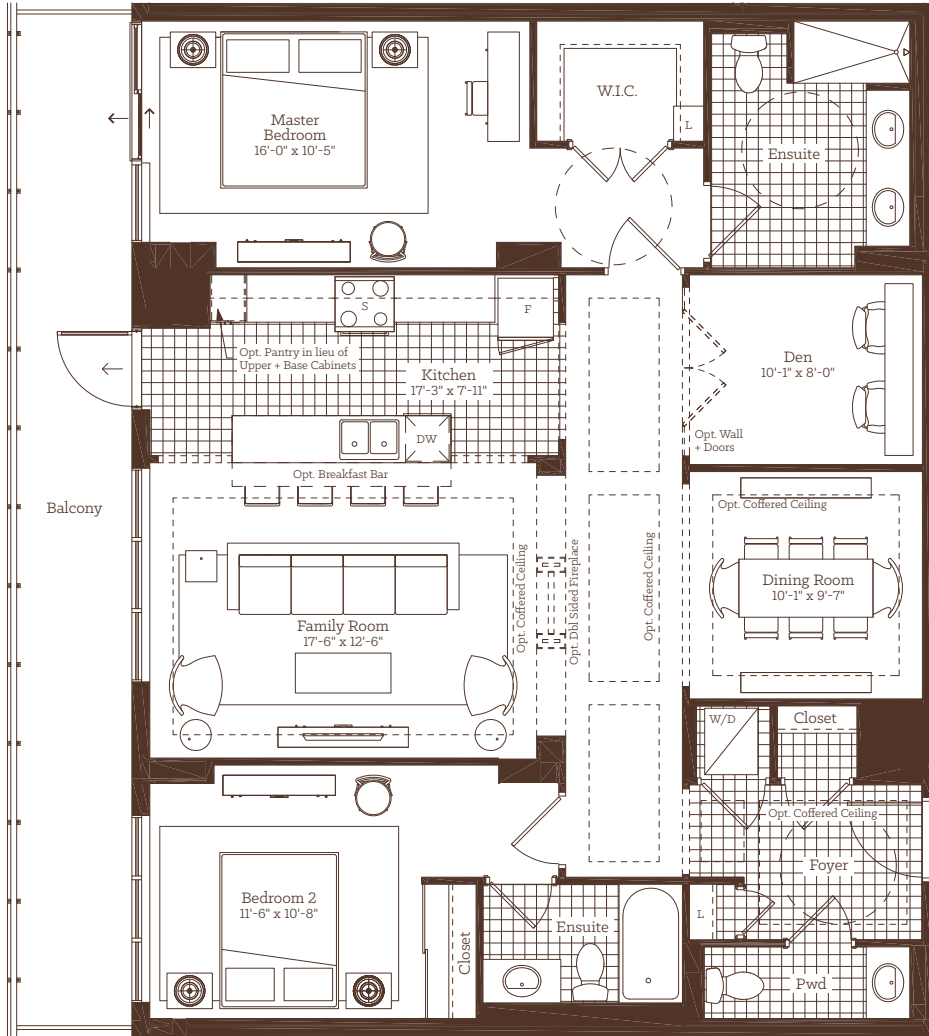 W.I.C.
L
Master
Bedroom
16'-0" x 10'-5"
Ensuite
S
F
Opt. Pantry in lieu of
Upper + Base Cabinets
Kitchen
17'-3" x 7'-11"
Den
10'-1" x 8'-0"
DW
Opt. Wall
+ Doors
Opt. Breakfast Bar
Balcony
Opt. Coffered Ceiling
Opt. Coffered Ceiling
Opt. Dbl Sided Fireplace
Opt. Coffered Ceiling
Dining Room
10'-1" x 9'-7"
Family Room
17'-6" x 12'-6"
W/D
Closet
Opt. Coffered Ceiling
Foyer
Bedroom 2
11'-6" x 10'-8"
Closet
Ensuite
L
Pwd